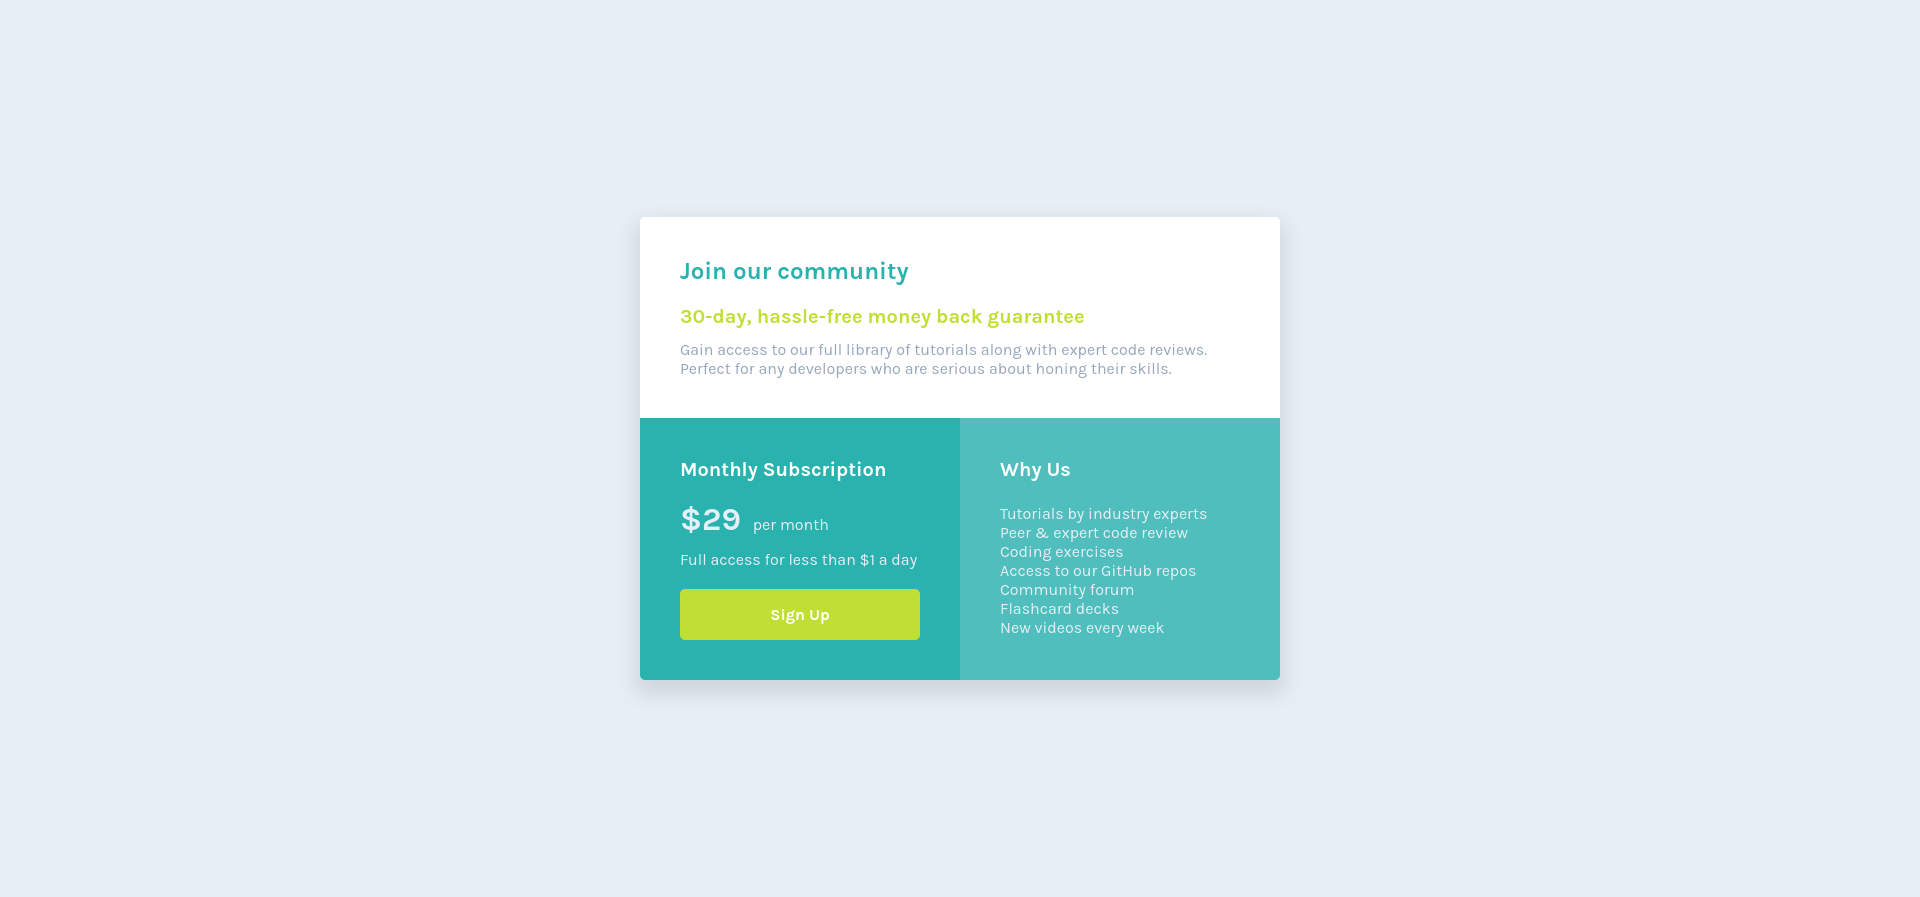 Join our community
30-day, hassle-free money back guarantee
Gain access to our full library of tutorials along with expert code reviews.
Perfect for any developers who are serious about honing their skills.
Monthly Subscription
$29 per month
Full access for less than $1 a day
Sign Up
Why Us
Tutorials by industry experts
Peer & expert code review
Coding exercises
Access to our GitHub repos
Community forum
Flashcard decks
New videos every week